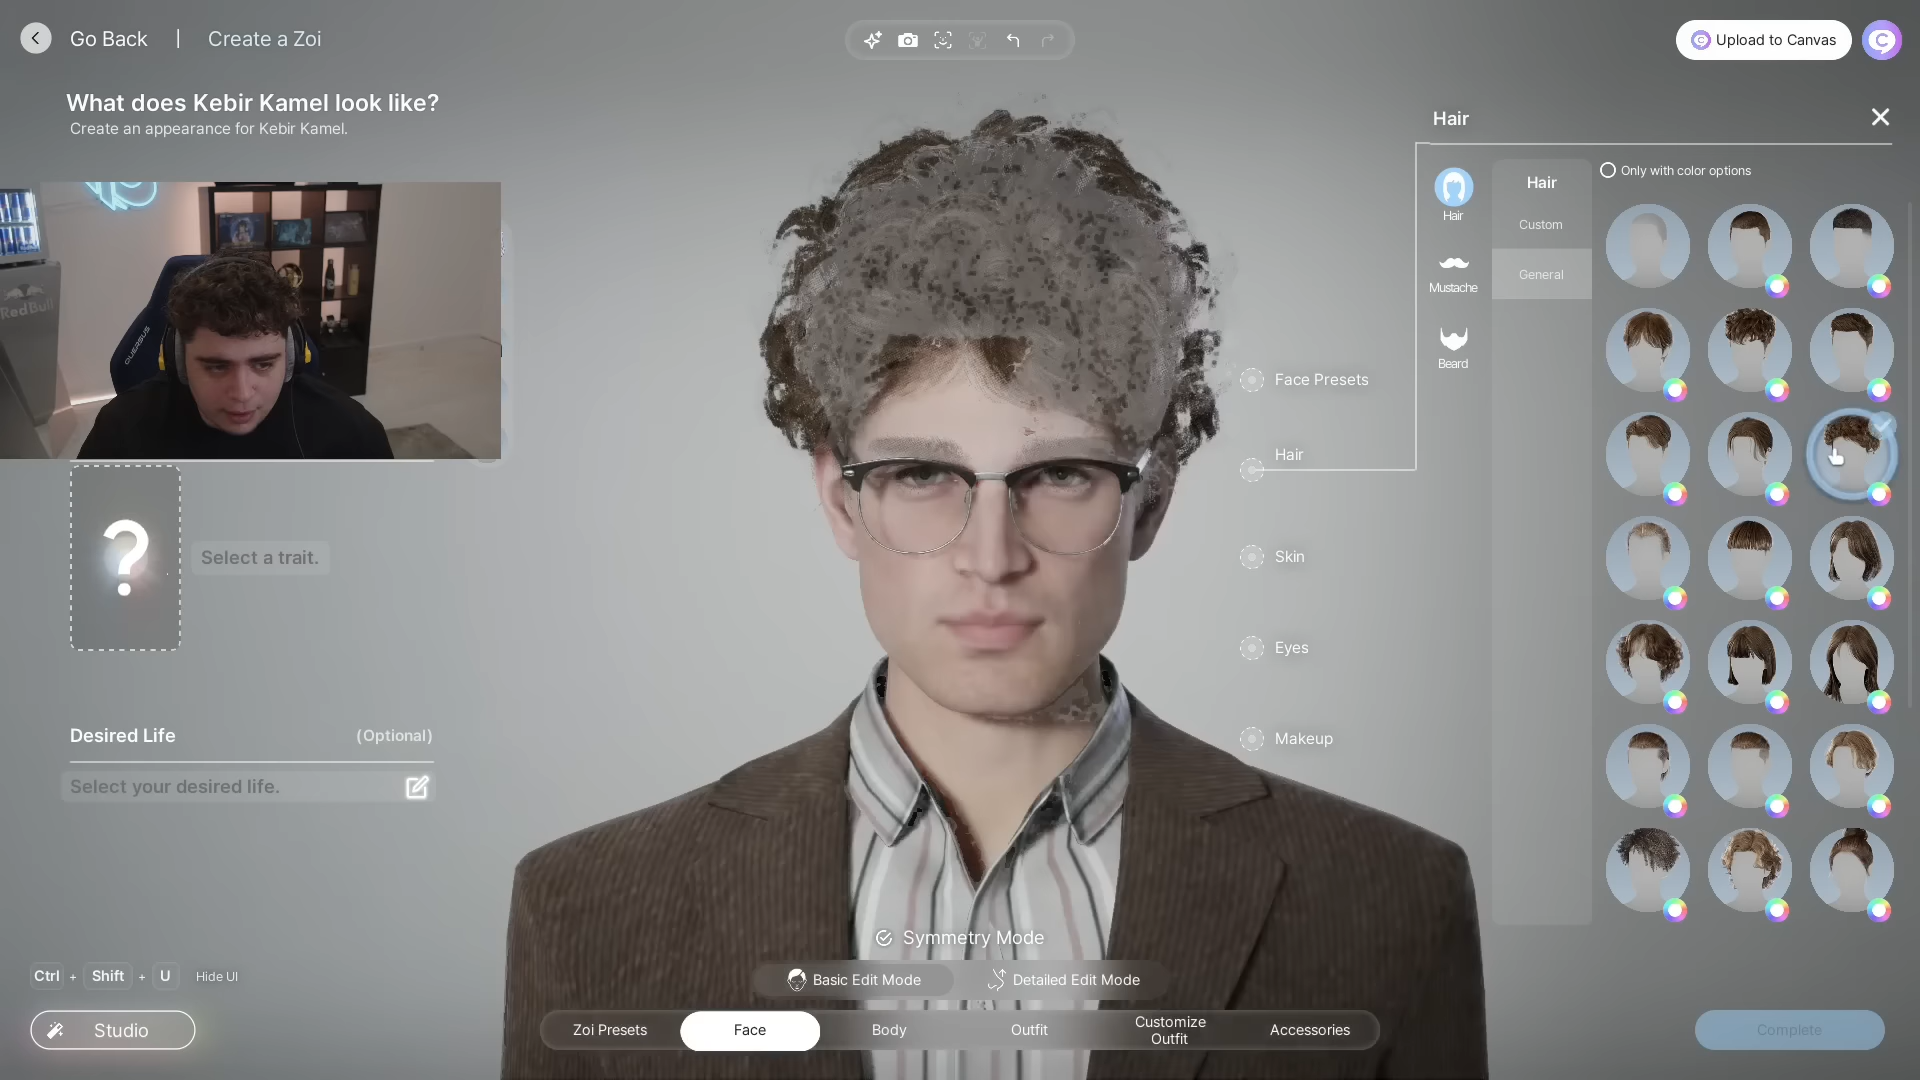 Go Back | Create a Zoi
Upload to Canvas
What does Kebir Kamel look like?
Create an appearance for Kebir Kamel.
RedBull
QUERSUS
Select a trait.
Desired Life (Optional)
Select your desired life.
Ctrl + Shift + U Hide UI
Studio
Face Presets
Hair
Skin
Eyes
Makeup
Hair
Hair
Mustache
Beard
Hair
Custom
General
Only with color options
Symmetry Mode
Basic Edit Mode
Detailed Edit Mode
Zoi Presets
Face
Body
Outfit
Customize
Outfit
Accessories
Complete